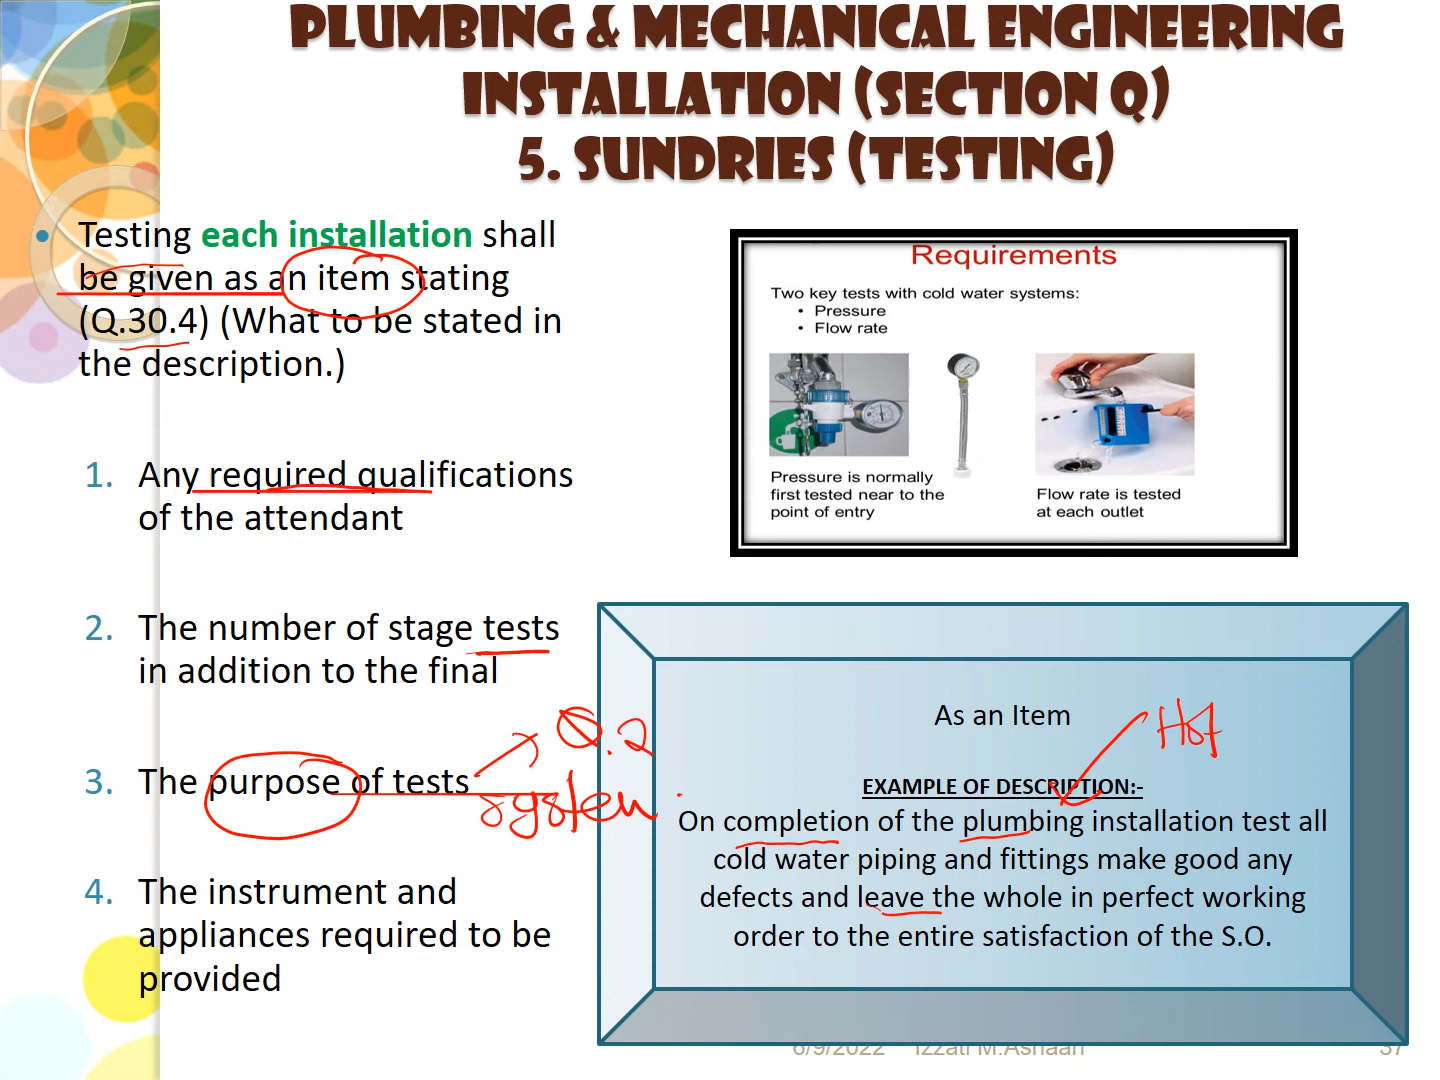 PLUMBING & MECHANICAL ENGINEERING
INSTALLATION (SECTION Q)
5. SUNDRIES (TESTING)
• Testing each installation shall
be given as an item stating
(Q.30.4) (What to be stated in
the description.)
1. Any required qualifications
of the attendant
2. The number of stage tests
in addition to the final
3. The purpose of tests
4. The instrument and
appliances required to be
provided
Q.2
system
Requirements
Two key tests with cold water systems:
• Pressure
• Flow rate
Pressure is normally
first tested near to the
point of entry
Flow rate is tested
at each outlet
As an Item
Hot
EXAMPLE OF DESCRIPTION:-
On completion of the plumbing installation test all
cold water piping and fittings make good any
defects and leave the whole in perfect working
order to the entire satisfaction of the S.O.
6/9/2022 Izzati M.Ashaari 37